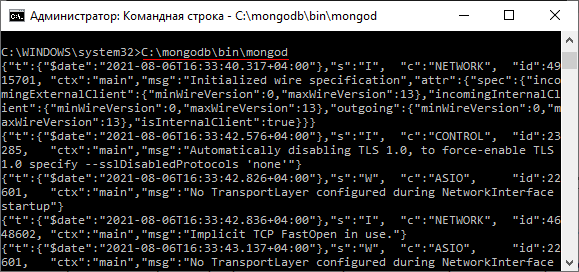 Администратор: Командная строка - C:\mongodb\bin\mongod
C:\WINDOWS\system32>C:\mongodb\bin\mongod
{"t":{"$date":"2021-08-06T16:33:40.317+04:00"},"s":"I",  "c":"NETWORK",  "id":49
15701, "ctx":"main","msg":"Initialized wire specification","attr":{"spec":{"inco
mingExternalClient":{"minWireVersion":0,"maxWireVersion":13},"incomingInternalCl
ient":{"minWireVersion":0,"maxWireVersion":13},"outgoing":{"minWireVersion":0,"m
axWireVersion":13},"isInternalClient":true}}}
{"t":{"$date":"2021-08-06T16:33:42.576+04:00"},"s":"I",  "c":"CONTROL",  "id":23
285,   "ctx":"main","msg":"Automatically disabling TLS 1.0, to force-enable TLS
1.0 specify --sslDisabledProtocols 'none'"}
{"t":{"$date":"2021-08-06T16:33:42.826+04:00"},"s":"W",  "c":"ASIO",     "id":22
601,   "ctx":"main","msg":"No TransportLayer configured during NetworkInterface
startup"}
{"t":{"$date":"2021-08-06T16:33:42.836+04:00"},"s":"I",  "c":"NETWORK",  "id":46
48602, "ctx":"main","msg":"Implicit TCP FastOpen in use."}
{"t":{"$date":"2021-08-06T16:33:43.137+04:00"},"s":"W",  "c":"ASIO",     "id":22
601,   "ctx":"main","msg":"No TransportLayer configured during NetworkInterface